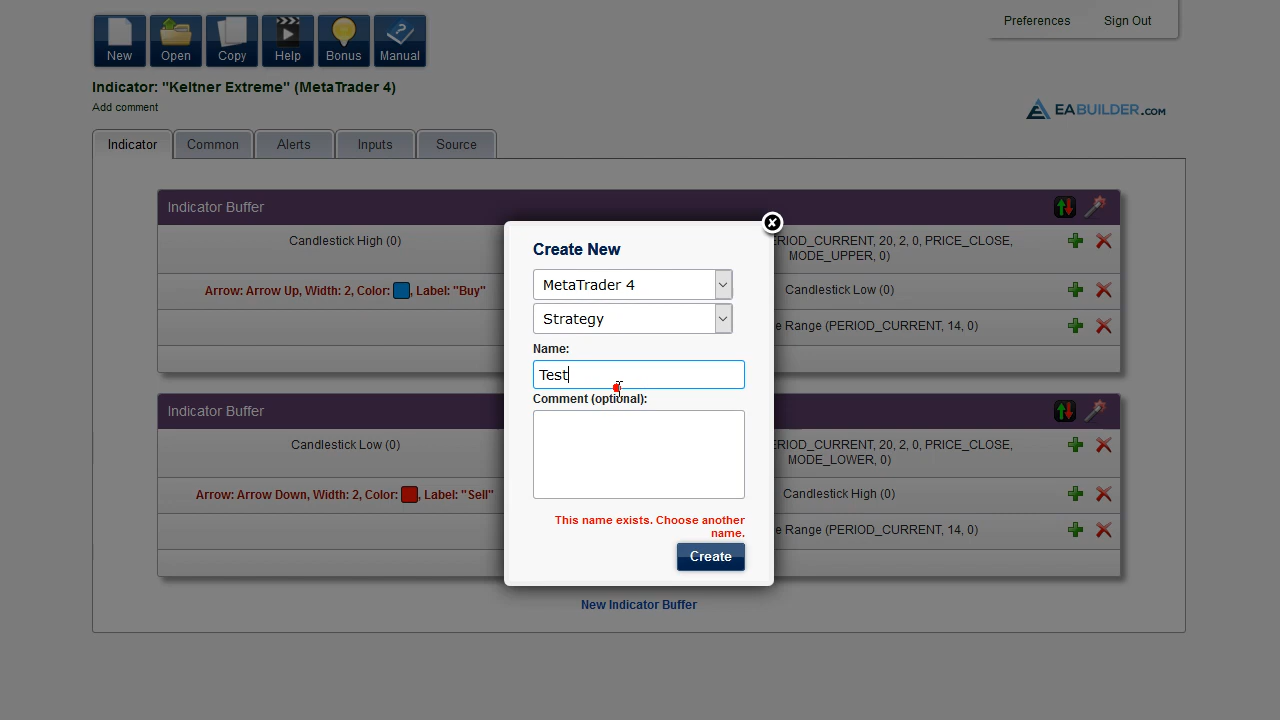 Preferences
Sign Out
New
Open
Copy
Help
Bonus
Manual
Indicator: "Keltner Extreme" (MetaTrader 4)
Add comment
EABUILDER.COM
Indicator
Common
Alerts
Inputs
Source
Indicator Buffer
Candlestick High (0)
PERIOD_CURRENT, 20, 2, 0, PRICE_CLOSE,
MODE_UPPER, 0)
Arrow: Arrow Up, Width: 2, Color: , Label: "Buy"
Candlestick Low (0)
e Range (PERIOD_CURRENT, 14, 0)
Indicator Buffer
Candlestick Low (0)
PERIOD_CURRENT, 20, 2, 0, PRICE_CLOSE,
MODE_LOWER, 0)
Arrow: Arrow Down, Width: 2, Color: , Label: "Sell"
Candlestick High (0)
e Range (PERIOD_CURRENT, 14, 0)
New Indicator Buffer
Create New
MetaTrader 4
Strategy
Name:
Test
Comment (optional):
This name exists. Choose another
name.
Create